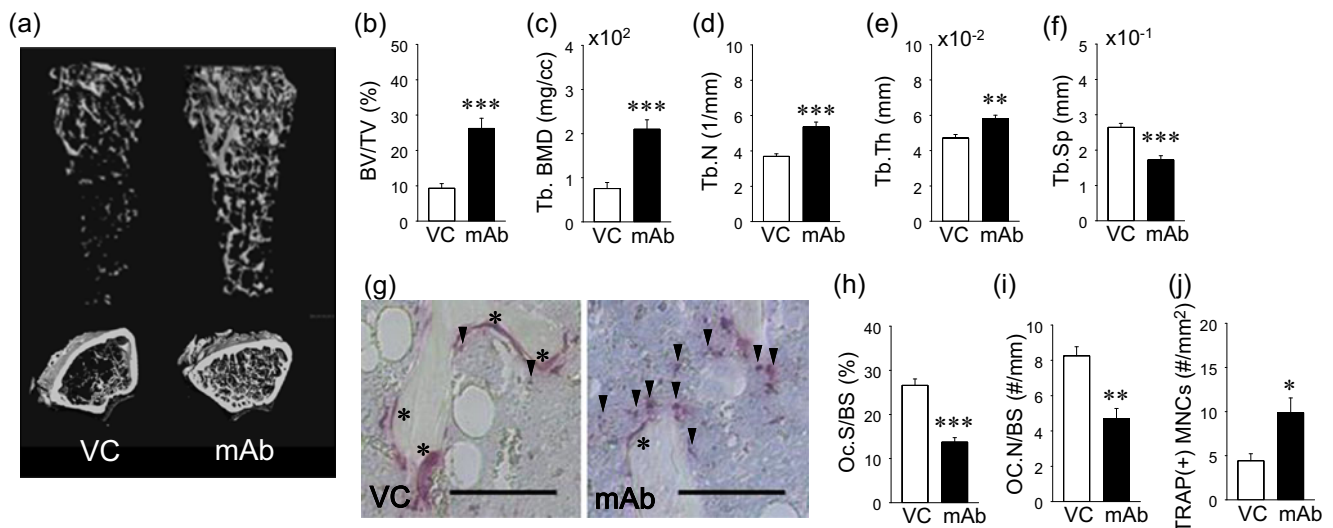 (a)
VC
mAb
(b)
BV/TV (%)
50
40
30
20
10
0
***
VC mAb
(c)
x10²
Tb. BMD (mg/cc)
4
2
0
***
VC mAb
(d)
Tb.N (1/mm)
10
8
6
4
2
0
***
VC mAb
(e)
x10-²
Tb.Th (mm)
8
6
4
2
0
**
VC mAb
(f)
x10-¹
Tb.Sp (mm)
5
4
3
2
1
0
***
VC mAb
(g)
*
*
*
*
VC
*
mAb
(h)
Oc.S/BS (%)
40
30
20
10
0
***
VC mAb
(i)
OC.N/BS (#/mm)
10
8
6
4
2
0
**
VC mAb
(j)
TRAP(+) MNCs (#/mm²)
20
15
10
5
0
*
VC mAb